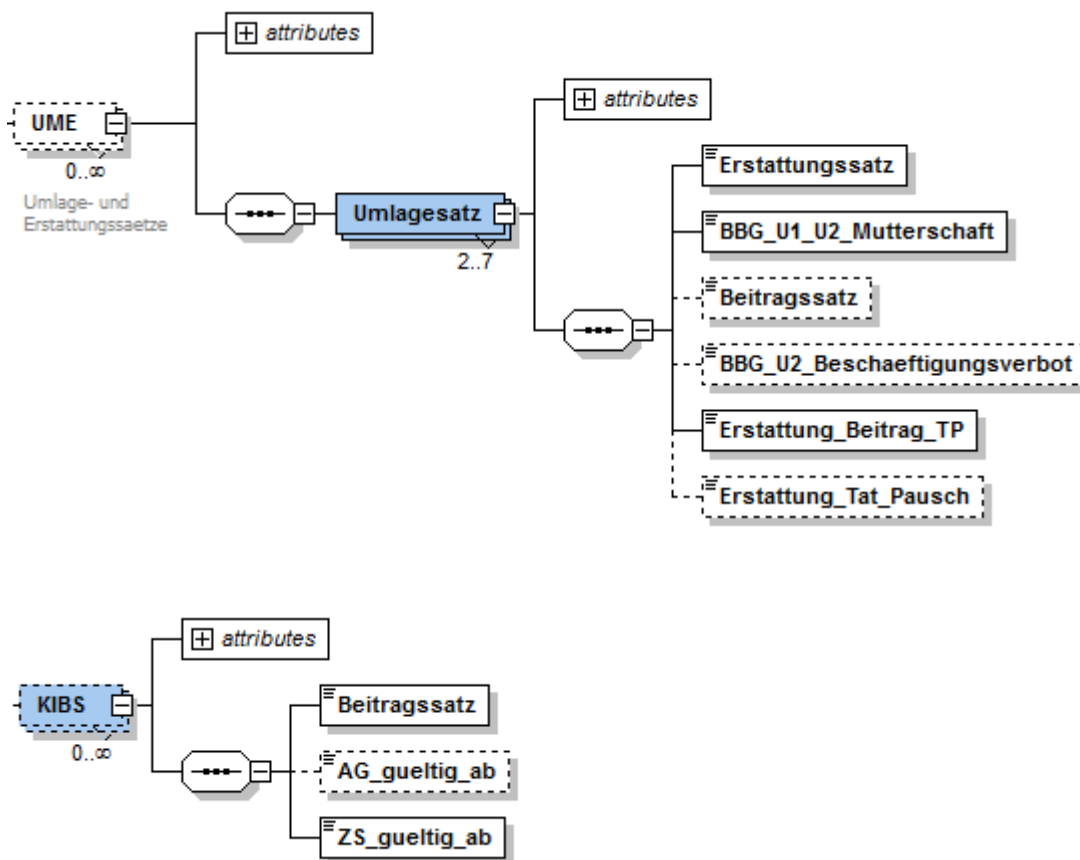 attributes
UME
0..∞
Umlage- und
Erstattungssaetze
attributes
Umlagesatz
2..7
Erstattungssatz
BBG_U1_U2_Mutterschaft
Beitragssatz
BBG_U2_Beschaeftigungsverbot
Erstattung_Beitrag_TP
Erstattung_Tat_Pausch
attributes
KIBS
0..∞
Beitragssatz
AG_gueltig_ab
ZS_gueltig_ab